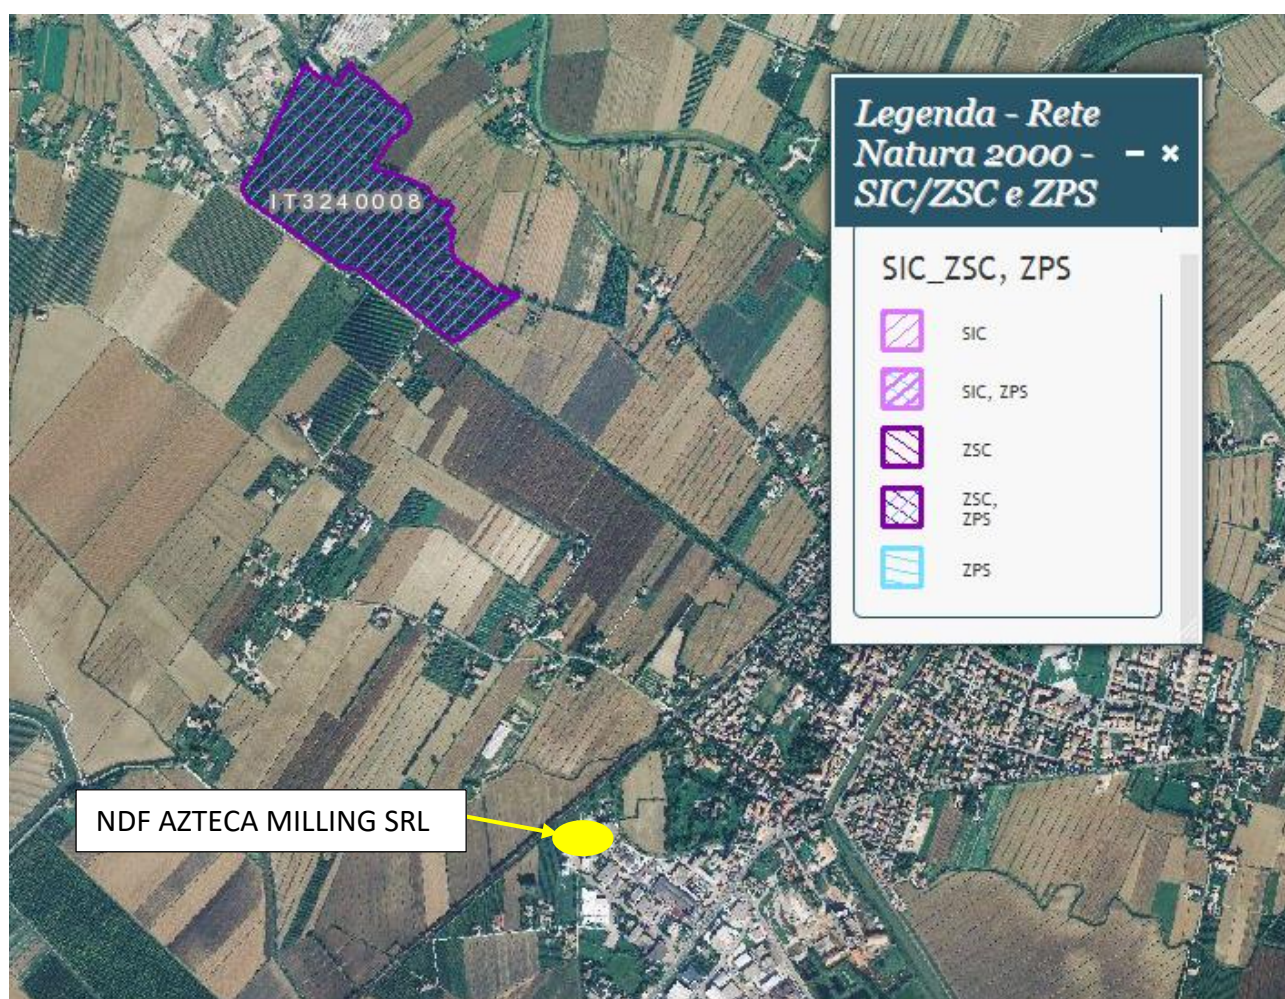 IT3240008
Legenda - Rete
Natura 2000 -
SIC/ZSC e ZPS
SIC_ZSC, ZPS
SIC
SIC, ZPS
ZSC
ZSC,
ZPS
ZPS
NDF AZTECA MILLING SRL